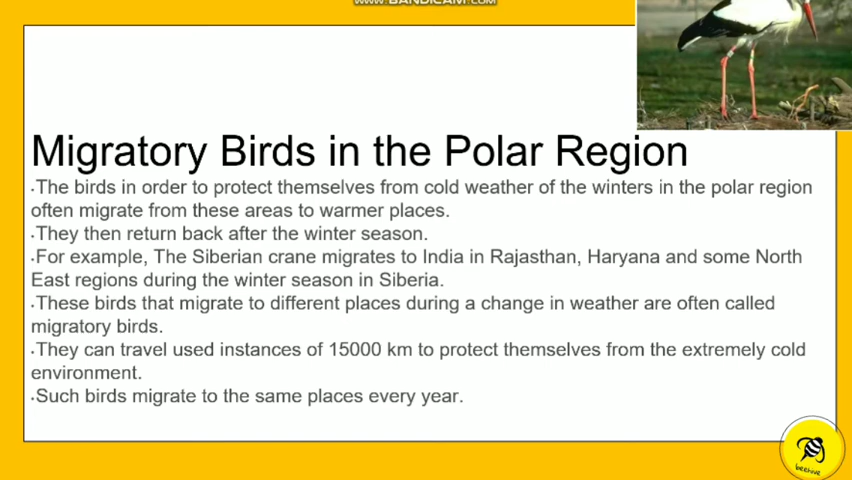 www.BANDICAM.com
Migratory Birds in the Polar Region
.The birds in order to protect themselves from cold weather of the winters in the polar region
often migrate from these areas to warmer places.
.They then return back after the winter season.
.For example, The Siberian crane migrates to India in Rajasthan, Haryana and some North
East regions during the winter season in Siberia.
.These birds that migrate to different places during a change in weather are often called
migratory birds.
.They can travel used instances of 15000 km to protect themselves from the extremely cold
environment.
.Such birds migrate to the same places every year.
beehive